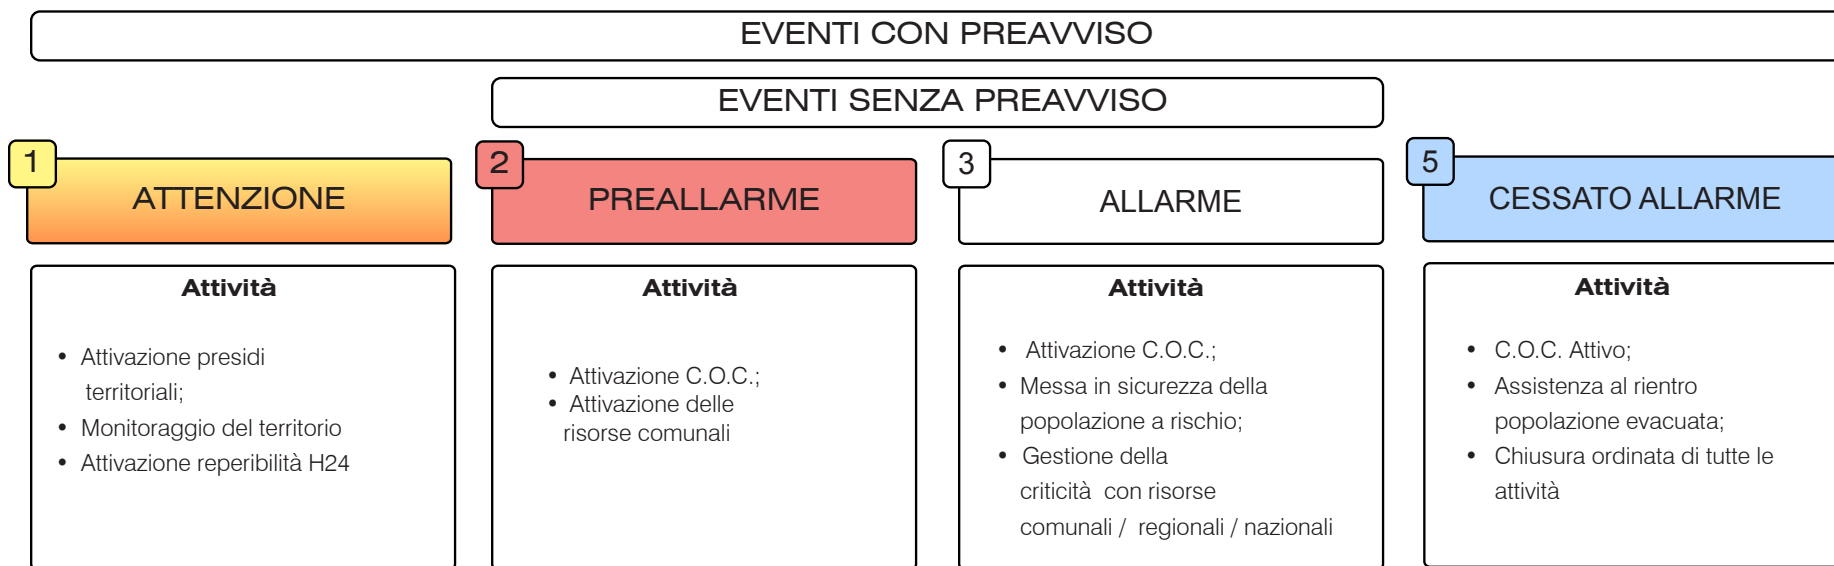 EVENTI CON PREAVVISO
EVENTI SENZA PREAVVISO
1
ATTENZIONE
2
PREALLARME
3
ALLARME
5
CESSATO ALLARME
Attività
• Attivazione presidi
territoriali;
• Monitoraggio del territorio
• Attivazione reperibilità H24
Attività
• Attivazione C.O.C.;
• Attivazione delle
risorse comunali
Attività
• Attivazione C.O.C.;
• Messa in sicurezza della
popolazione a rischio;
• Gestione della
criticità con risorse
comunali / regionali / nazionali
Attività
• C.O.C. Attivo;
• Assistenza al rientro
popolazione evacuata;
• Chiusura ordinata di tutte le
attività